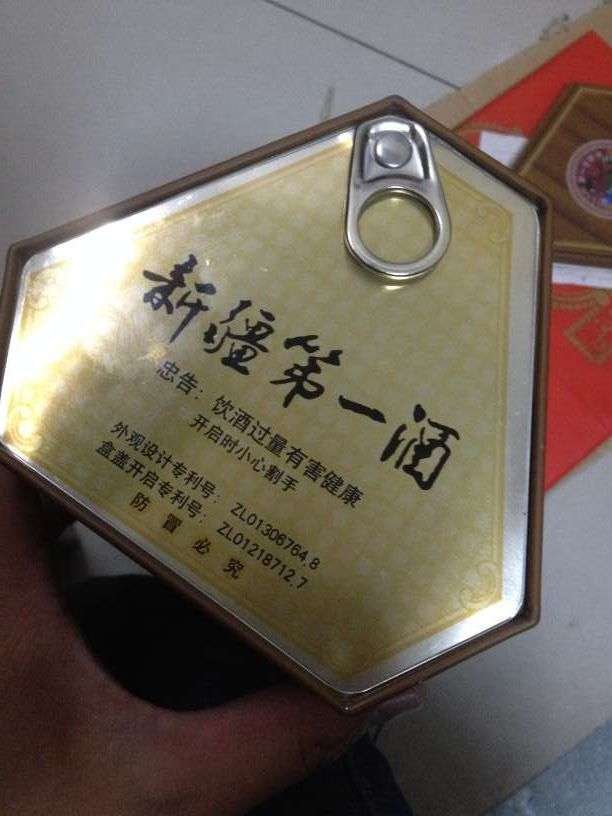 新疆第一酒
忠告：饮酒过量有害健康
开启时小心割手
外观设计专利号：ZL01306764.8
盒盖开启专利号：ZL01218712.7
防冒必究